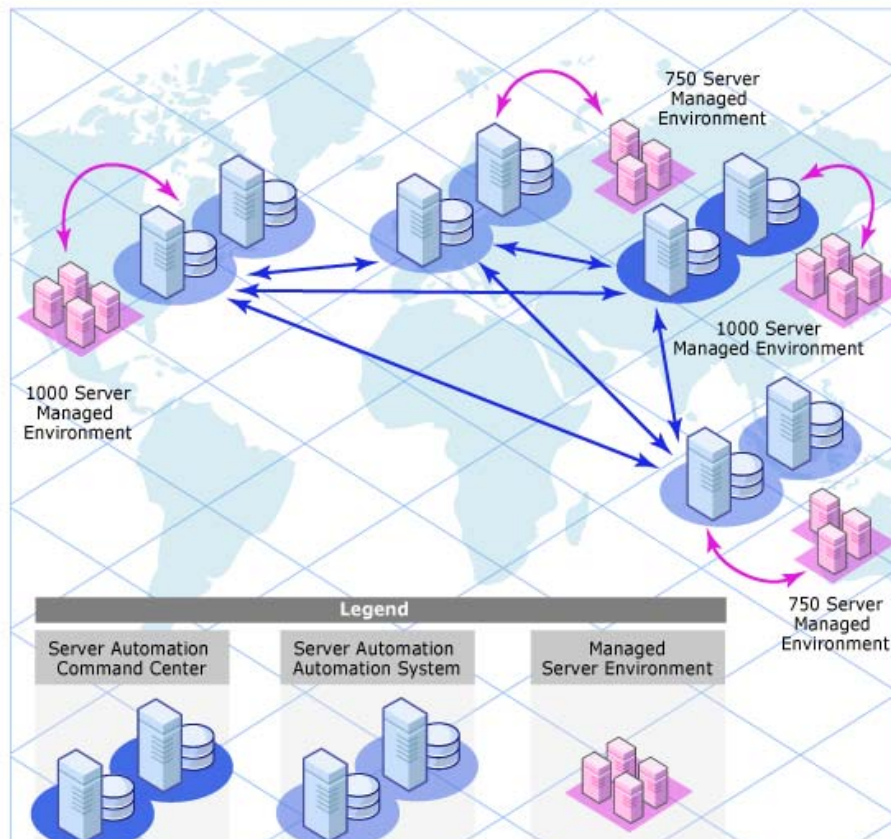 750 Server
Managed
Environment
1000 Server
Managed Environment
1000 Server
Managed
Environment
750 Server
Managed
Environment
Legend
Server Automation
Command Center
Server Automation
Automation System
Managed
Server Environment